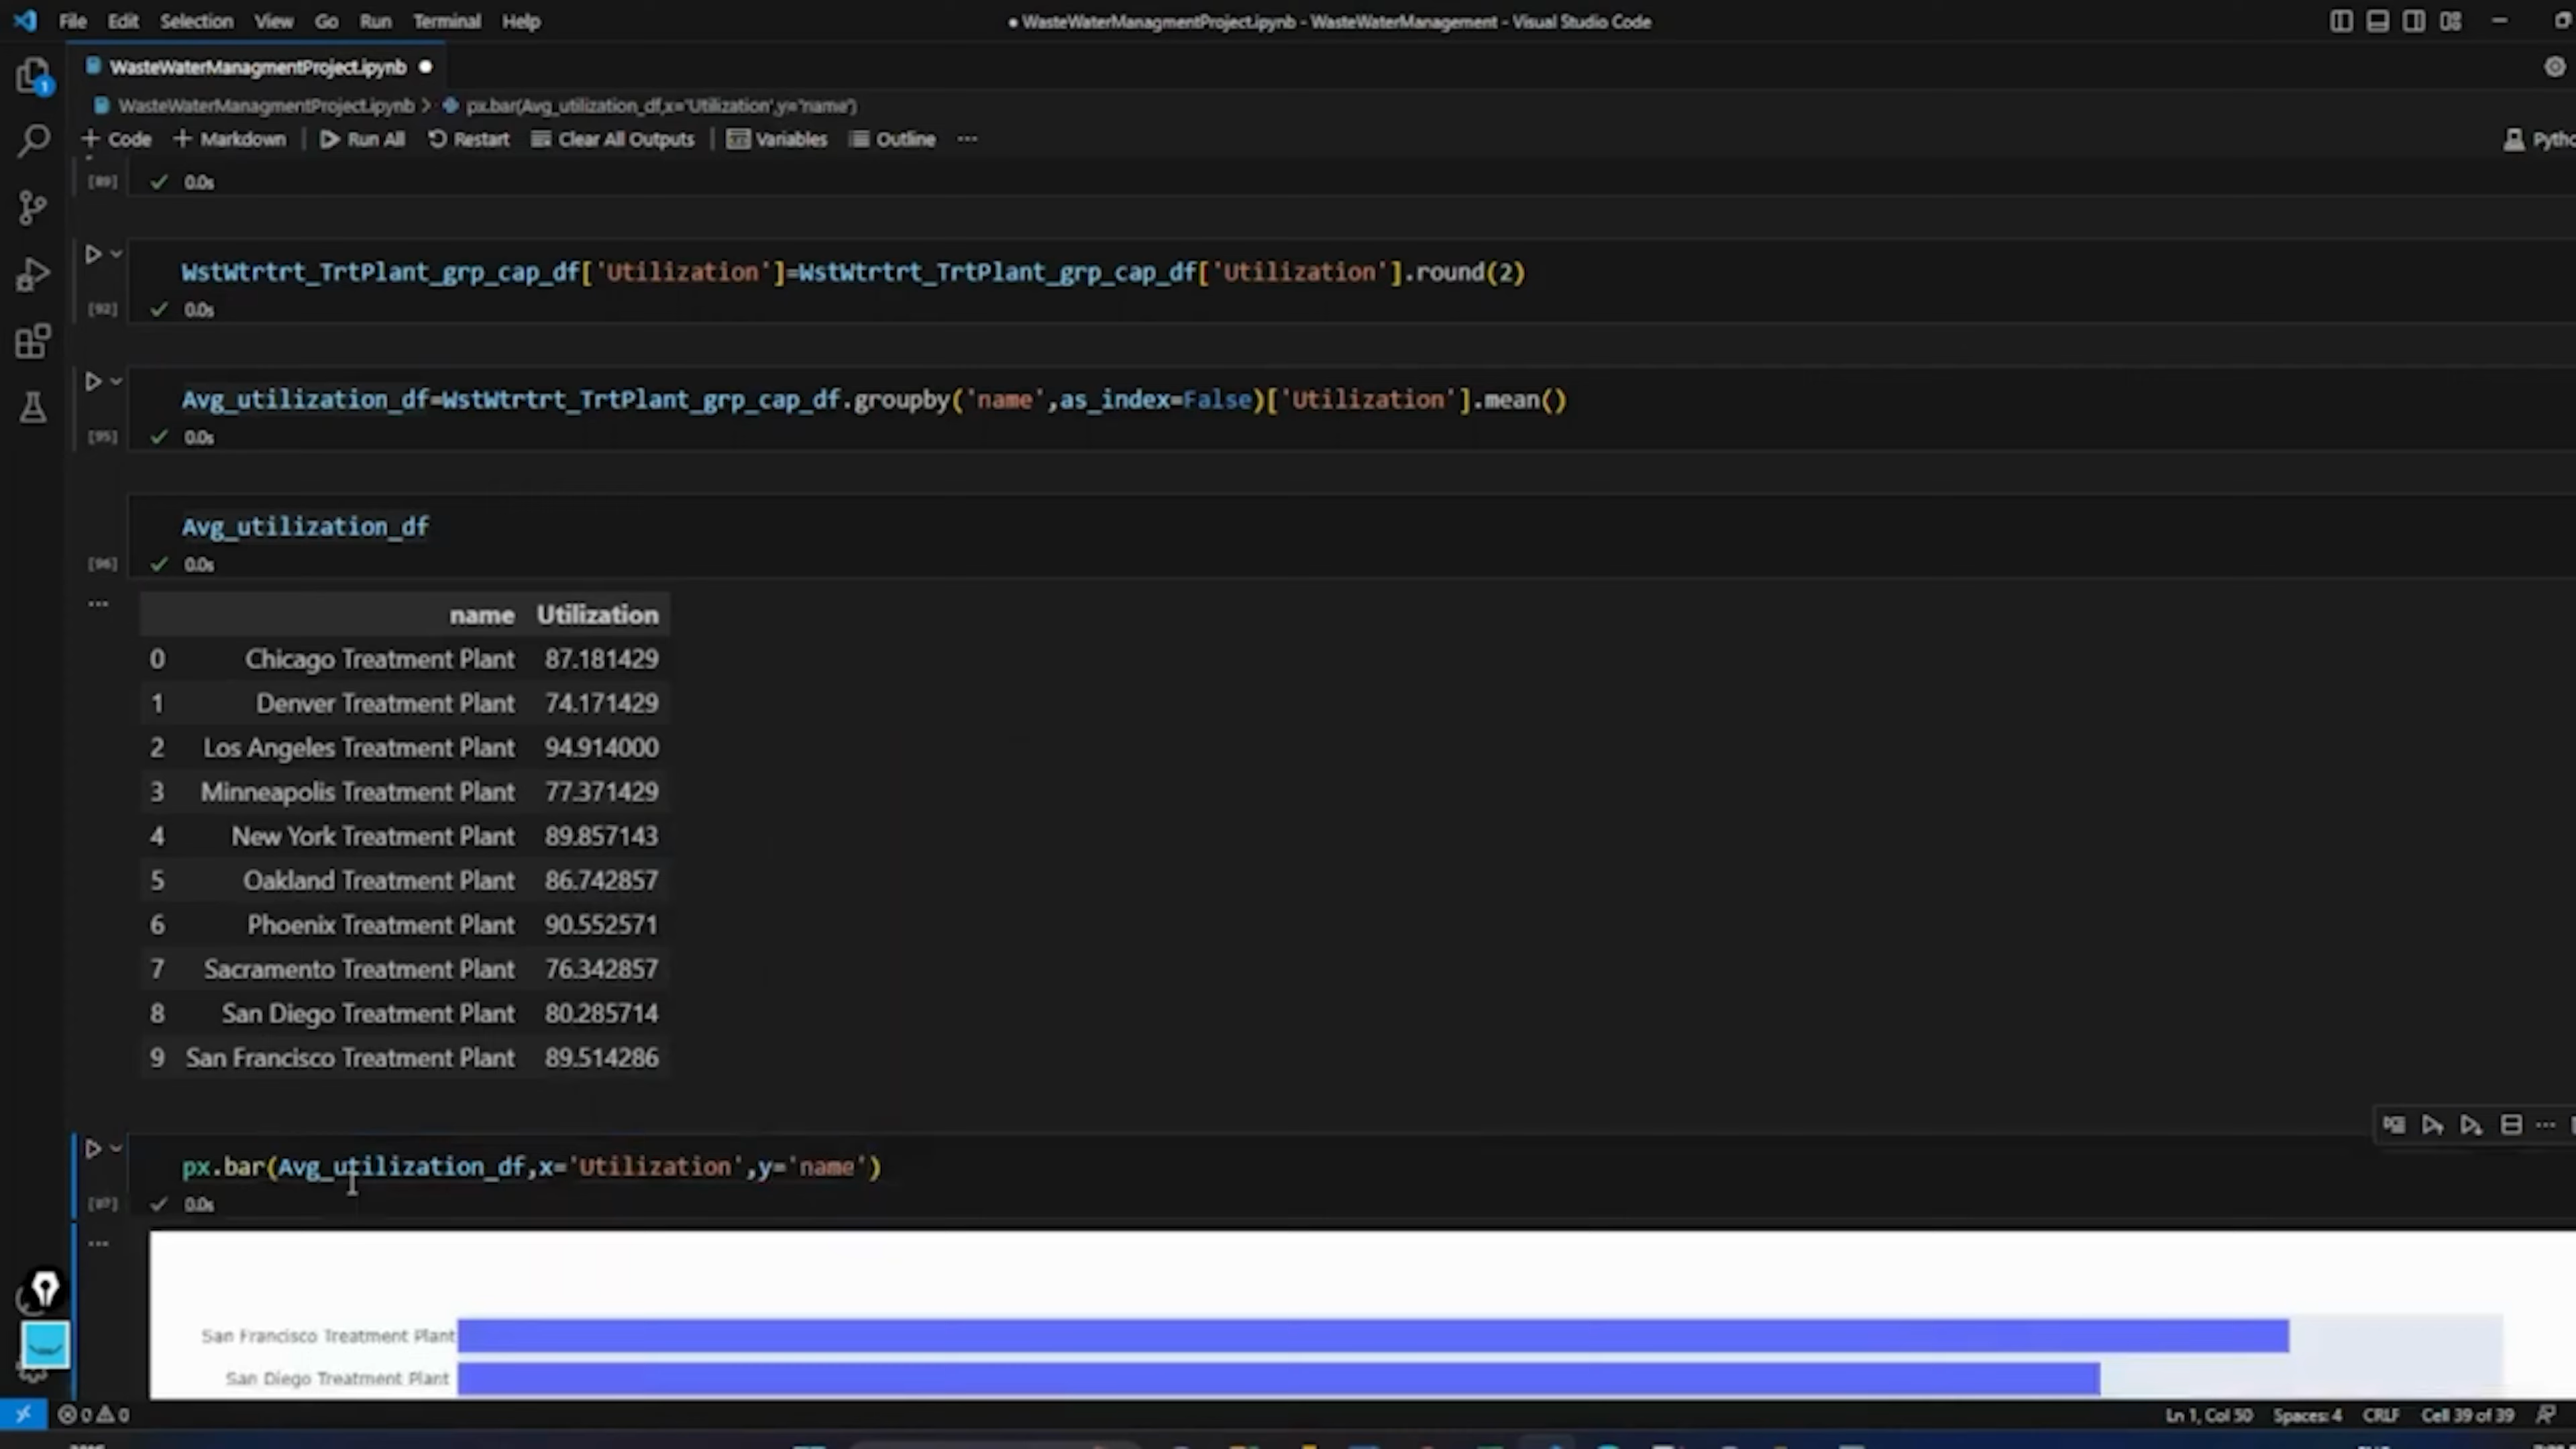 File Edit Selection View Go Run Terminal Help
● WasteWaterManagmentProject.ipynb - WasteWaterManagement - Visual Studio Code
WasteWaterManagmentProject.ipynb ●
1
WasteWaterManagmentProject.ipynb > px.bar(Avg_utilization_df,x='Utilization',y='name')
+ Code + Markdown | Run All Restart Clear All Outputs | Variables Outline ...
[89] ✓ 0.0s
WstWtrtrt_TrtPlant_grp_cap_df['Utilization']=WstWtrtrt_TrtPlant_grp_cap_df['Utilization'].round(2)
[92] ✓ 0.0s
Avg_utilization_df=WstWtrtrt_TrtPlant_grp_cap_df.groupby('name',as_index=False)['Utilization'].mean()
[95] ✓ 0.0s
Avg_utilization_df
[96] ✓ 0.0s
name Utilization
0 Chicago Treatment Plant 87.181429
1 Denver Treatment Plant 74.171429
2 Los Angeles Treatment Plant 94.914000
3 Minneapolis Treatment Plant 77.371429
4 New York Treatment Plant 89.857143
5 Oakland Treatment Plant 86.742857
6 Phoenix Treatment Plant 90.552571
7 Sacramento Treatment Plant 76.342857
8 San Diego Treatment Plant 80.285714
9 San Francisco Treatment Plant 89.514286
px.bar(Avg_utilization_df,x='Utilization',y='name')
✓ 0.0s
San Francisco Treatment Plant
San Diego Treatment Plant
0 0
Ln 1, Col 50 Spaces: 4 CRLF Cell 39 of 39